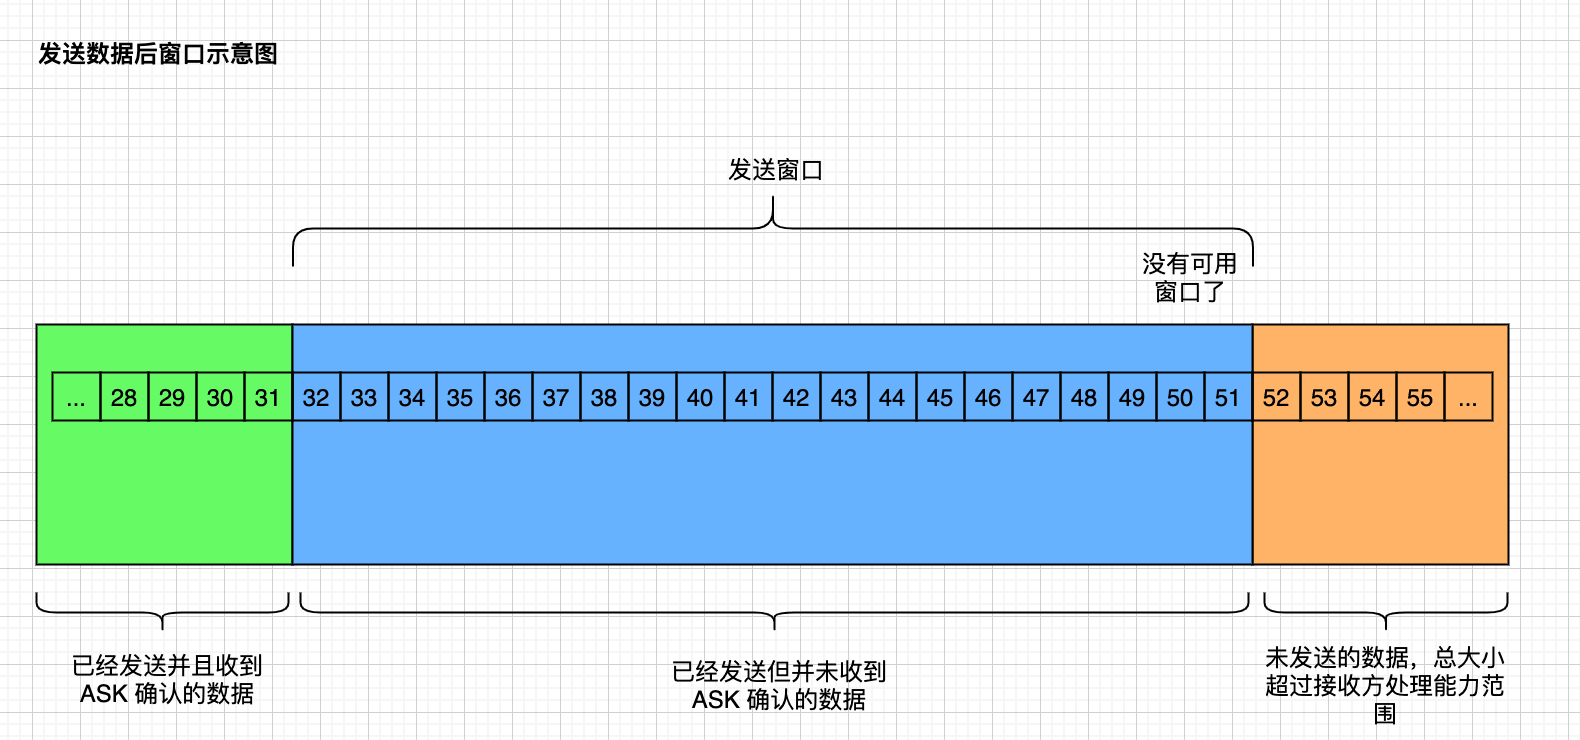 发送数据后窗口示意图
发送窗口
没有可用
窗口了
... 28 29 30 31 32 33 34 35 36 37 38 39 40 41 42 43 44 45 46 47 48 49 50 51 52 53 54 55 ...
已经发送并且收到
ASK 确认的数据
已经发送但并未收到
ASK 确认的数据
未发送的数据，总大小
超过接收方处理能力范
围